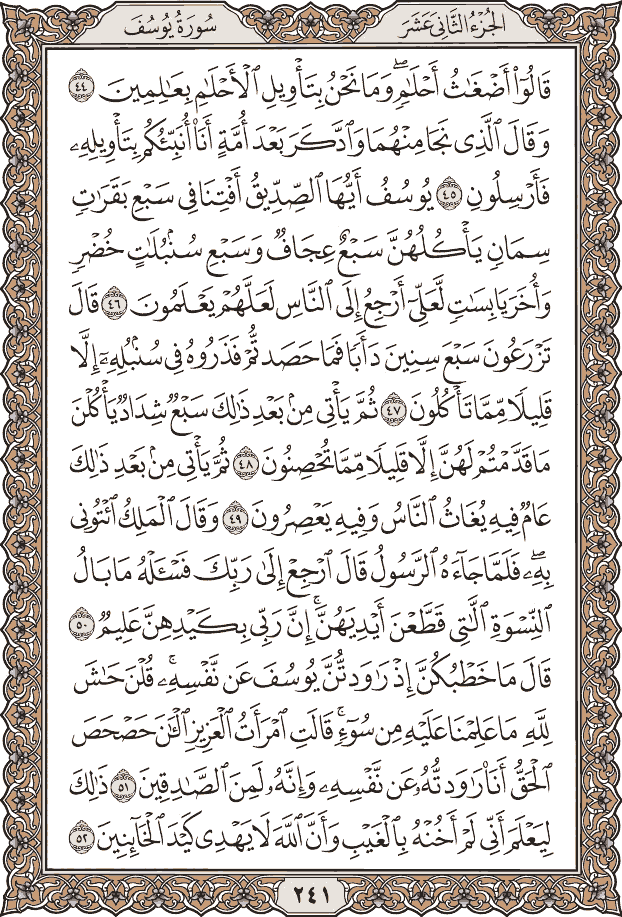 الجُزْءُ الثَّانِي عَشَرَ
سُورَةُ يُوسُفَ
قَالُوٓاْ أَضۡغَٰثُ أَحۡلَٰمٖۖ وَمَا نَحۡنُ بِتَأۡوِيلِ ٱلۡأَحۡلَٰمِ بِعَٰلِمِينَ ٤٤
وَقَالَ ٱلَّذِي نَجَا مِنۡهُمَا وَٱدَّكَرَ بَعۡدَ أُمَّةٍ أَنَا۠ أُنَبِّئُكُم بِتَأۡوِيلِهِۦ
فَأَرۡسِلُونِ ٤٥ يُوسُفُ أَيُّهَا ٱلصِّدِّيقُ أَفۡتِنَا فِي سَبۡعِ بَقَرَٰتٖ
سِمَانٖ يَأۡكُلُهُنَّ سَبۡعٌ عِجَافٞ وَسَبۡعِ سُنۢبُلَٰتٍ خُضۡرٖ
وَأُخَرَ يَابِسَٰتٖ لَّعَلِّيٓ أَرۡجِعُ إِلَى ٱلنَّاسِ لَعَلَّهُمۡ يَعۡلَمُونَ ٤٦ قَالَ
تَزۡرَعُونَ سَبۡعَ سِنِينَ دَأَبٗا فَمَا حَصَدتُّمۡ فَذَرُوهُ فِي سُنۢبُلِهِۦٓ إِلَّا
قَلِيلٗا مِّمَّا تَأۡكُلُونَ ٤٧ ثُمَّ يَأۡتِي مِنۢ بَعۡدِ ذَٰلِكَ سَبۡعٞ شِدَادٞ يَأۡكُلۡنَ
مَا قَدَّمۡتُمۡ لَهُنَّ إِلَّا قَلِيلٗا مِّمَّا تُحۡصِنُونَ ٤٨ ثُمَّ يَأۡتِي مِنۢ بَعۡدِ ذَٰلِكَ
عَامٞ فِيهِ يُغَاثُ ٱلنَّاسُ وَفِيهِ يَعۡصِرُونَ ٤٩ وَقَالَ ٱلۡمَلِكُ ٱئۡتُونِي
بِهِۦۖ فَلَمَّا جَآءَهُ ٱلرَّسُولُ قَالَ ٱرۡجِعۡ إِلَىٰ رَبِّكَ فَسۡـَٔلۡهُ مَا بَالُ
ٱلنِّسۡوَةِ ٱلَّٰتِي قَطَّعۡنَ أَيۡدِيَهُنَّۚ إِنَّ رَبِّي بِكَيۡدِهِنَّ عَلِيمٞ ٥٠
قَالَ مَا خَطۡبُكُنَّ إِذۡ رَٰوَدتُّنَّ يُوسُفَ عَن نَّفۡسِهِۦۚ قُلۡنَ حَٰشَ
لِلَّهِ مَا عَلِمۡنَا عَلَيۡهِ مِن سُوٓءٖۚ قَالَتِ ٱمۡرَأَتُ ٱلۡعَزِيزِ ٱلۡـَٰٔنَ حَصۡحَصَ
ٱلۡحَقُّ أَنَا۠ رَٰوَدتُّهُۥ عَن نَّفۡسِهِۦ وَإِنَّهُۥ لَمِنَ ٱلصَّٰدِقِينَ ٥١ ذَٰلِكَ
لِيَعۡلَمَ أَنِّي لَمۡ أَخُنۡهُ بِٱلۡغَيۡبِ وَأَنَّ ٱللَّهَ لَا يَهۡدِي كَيۡدَ ٱلۡخَآئِنِينَ ٥٢
٢٤١